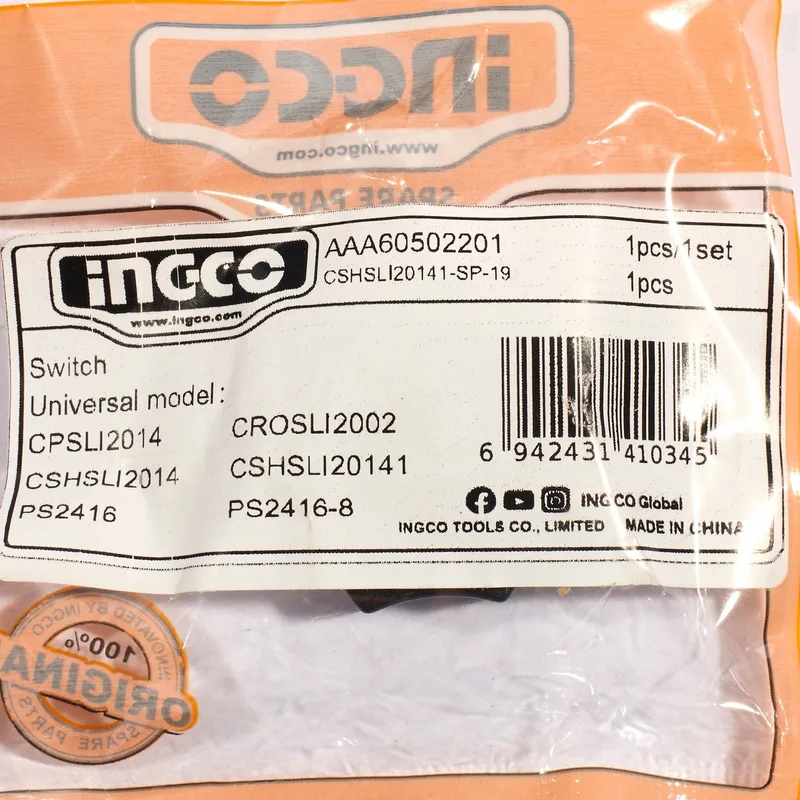 INGCO
www.ingco.com
SPARE PARTS
INGCO
www.ingco.com
AAA60502201
CSHSLI20141-SP-19
1pcs/1set
1pcs
Switch
Universal model:
CPSLI2014 CROSLI2002
CSHSLI2014 CSHSLI20141
PS2416 PS2416-8
6 942431 410345
INGCO Global
INGCO TOOLS CO., LIMITED MADE IN CHINA
INNOVATED BY INGCO
100%
ORIGINA
SPARE PARTS